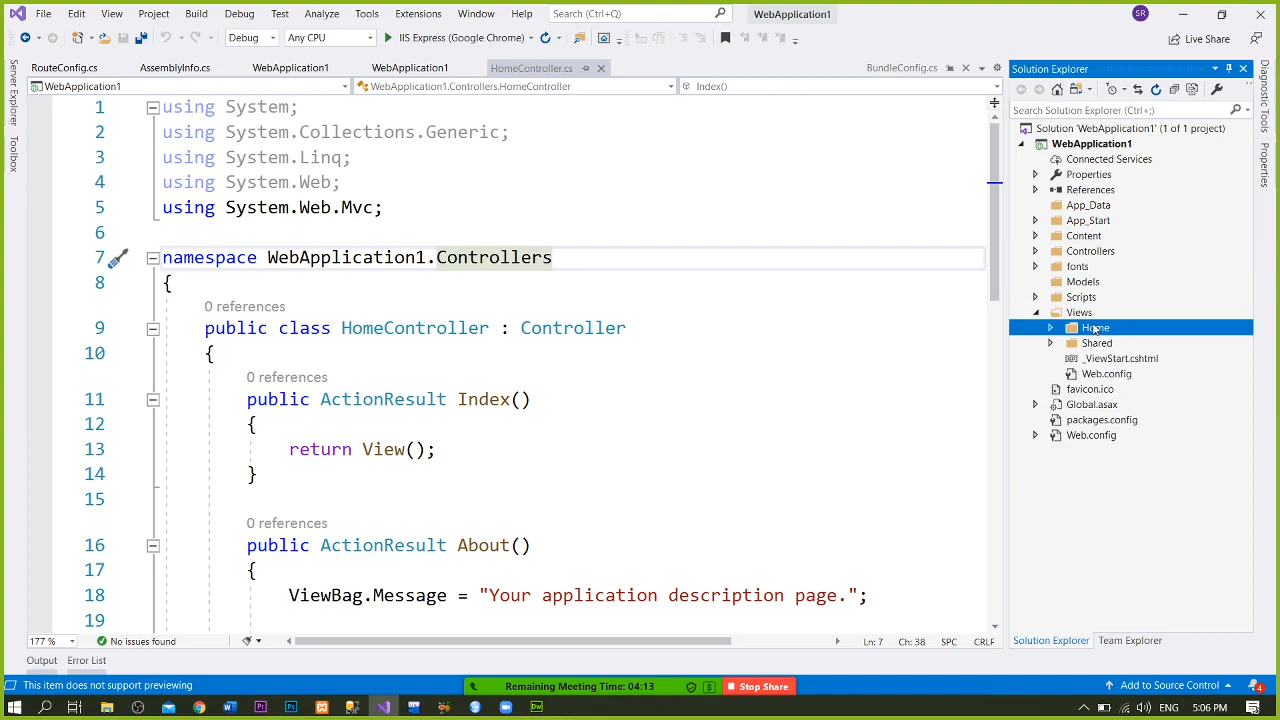 File Edit View Project Build Debug Test Analyze Tools Extensions Window Help Search (Ctrl+Q) WebApplication1 SR
Debug Any CPU IIS Express (Google Chrome) Live Share
RouteConfig.cs AssemblyInfo.cs WebApplication1 WebApplication1 HomeController.cs BundleConfig.cs
WebApplication1 WebApplication1.Controllers.HomeController Index()
Server Explorer
Toolbox
1 using System;
2 using System.Collections.Generic;
3 using System.Linq;
4 using System.Web;
5 using System.Web.Mvc;
6
7 namespace WebApplication1.Controllers
8 {
0 references
9 public class HomeController : Controller
10 {
0 references
11 public ActionResult Index()
12 {
13 return View();
14 }
15
0 references
16 public ActionResult About()
17 {
18 ViewBag.Message = "Your application description page.";
19
177 % No issues found Ln: 7 Ch: 38 SPC CRLF
Output Error List
Solution Explorer
Search Solution Explorer (Ctrl+;)
Solution 'WebApplication1' (1 of 1 project)
WebApplication1
Connected Services
Properties
References
App_Data
App_Start
Content
Controllers
fonts
Models
Scripts
Views
Home
Shared
_ViewStart.cshtml
Web.config
favicon.ico
Global.asax
packages.config
Web.config
Solution Explorer Team Explorer
Diagnostic Tools
Properties
This item does not support previewing Remaining Meeting Time: 04:13 Stop Share Add to Source Control 4
5:06 PM